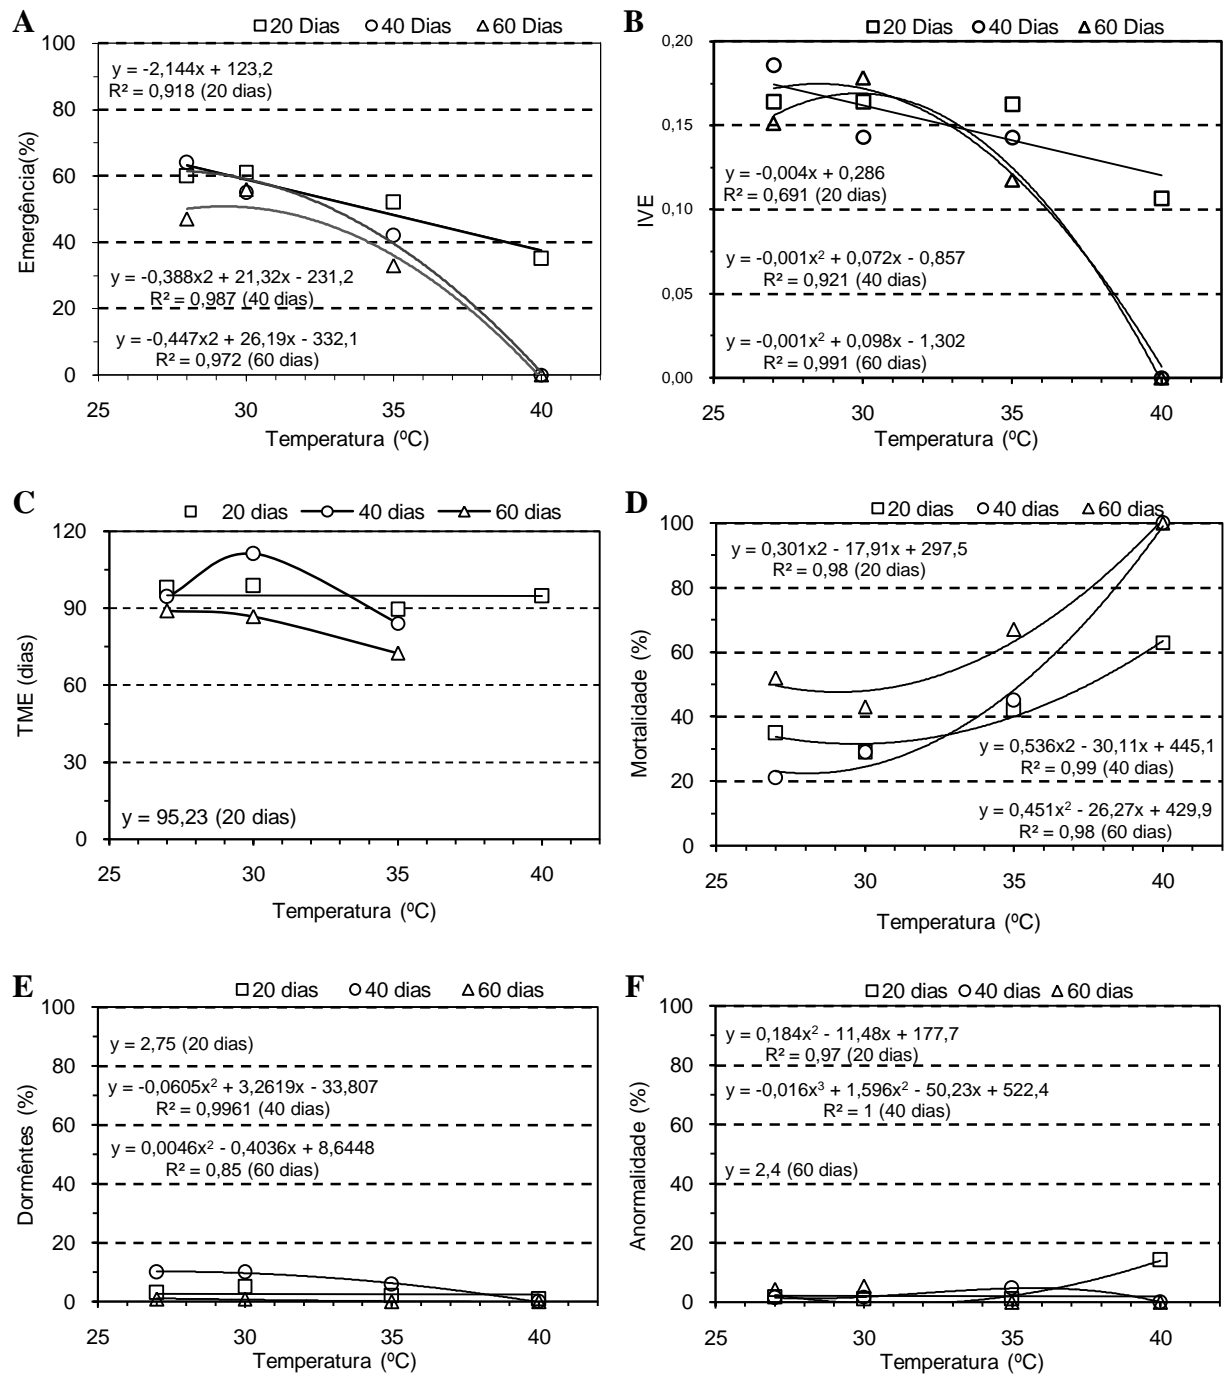 A
20 Dias 40 Dias 60 Dias
100
80
60
40
20
0
y = -2,144x + 123,2
R² = 0,918 (20 dias)
y = -0,388x2 + 21,32x - 231,2
R² = 0,987 (40 dias)
y = -0,447x2 + 26,19x - 332,1
R² = 0,972 (60 dias)
Emergência(%)
25 30 35 40
Temperatura (ºC)
B
20 Dias 40 Dias 60 Dias
0,20
0,15
0,10
0,05
0,00
y = -0,004x + 0,286
R² = 0,691 (20 dias)
y = -0,001x² + 0,072x - 0,857
R² = 0,921 (40 dias)
y = -0,001x² + 0,098x - 1,302
R² = 0,991 (60 dias)
IVE
25 30 35 40
Temperatura (ºC)
C
20 dias 40 dias 60 dias
120
90
60
30
0
y = 95,23 (20 dias)
TME (dias)
25 30 35 40
Temperatura (ºC)
D
20 dias 40 dias 60 dias
100
80
60
40
20
0
y = 0,301x2 - 17,91x + 297,5
R² = 0,98 (20 dias)
y = 0,536x2 - 30,11x + 445,1
R² = 0,99 (40 dias)
y = 0,451x² - 26,27x + 429,9
R² = 0,98 (60 dias)
Mortalidade (%)
25 30 35 40
Temperatura (ºC)
E
20 dias 40 dias 60 dias
100
80
60
40
20
0
y = 2,75 (20 dias)
y = -0,0605x² + 3,2619x - 33,807
R² = 0,9961 (40 dias)
y = 0,0046x² - 0,4036x + 8,6448
R² = 0,85 (60 dias)
Dormêntes (%)
25 30 35 40
Temperatura (ºC)
F
20 dias 40 dias 60 dias
100
80
60
40
20
0
y = 0,184x² - 11,48x + 177,7
R² = 0,97 (20 dias)
y = -0,016x³ + 1,596x² - 50,23x + 522,4
R² = 1 (40 dias)
y = 2,4 (60 dias)
Anormalidade (%)
25 30 35 40
Temperatura (ºC)